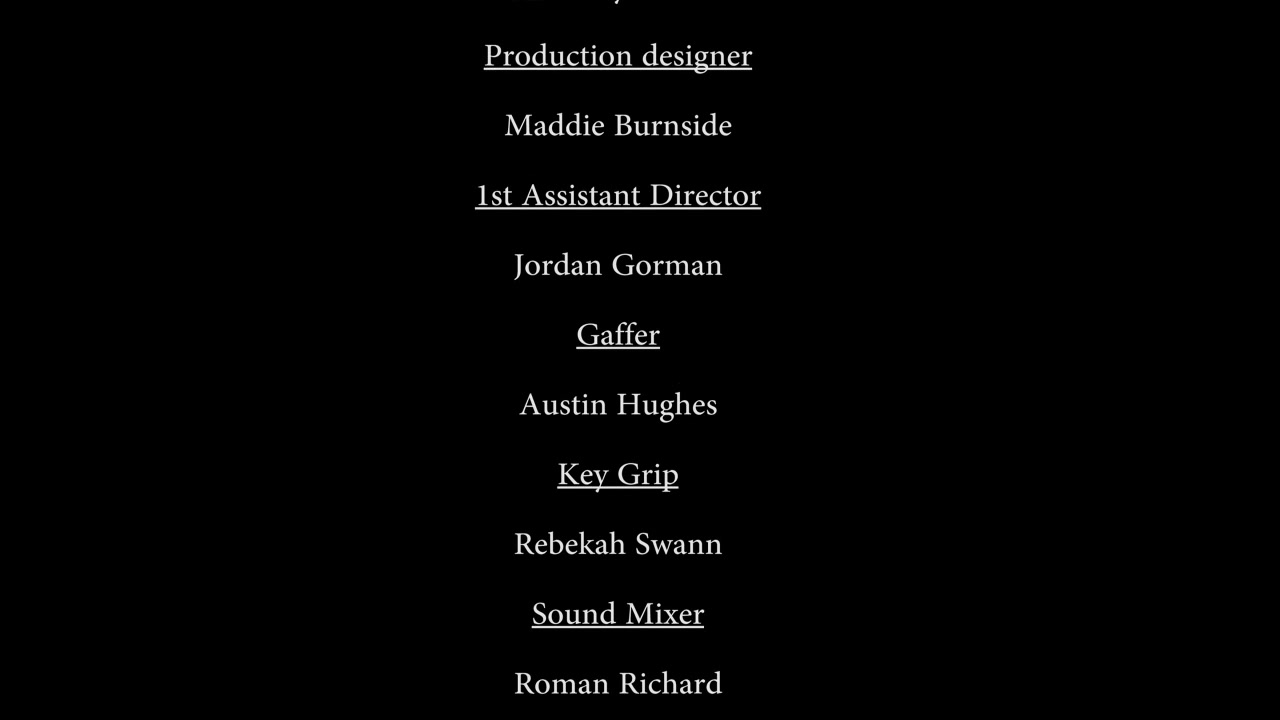 Production designer
Maddie Burnside
1st Assistant Director
Jordan Gorman
Gaffer
Austin Hughes
Key Grip
Rebekah Swann
Sound Mixer
Roman Richard